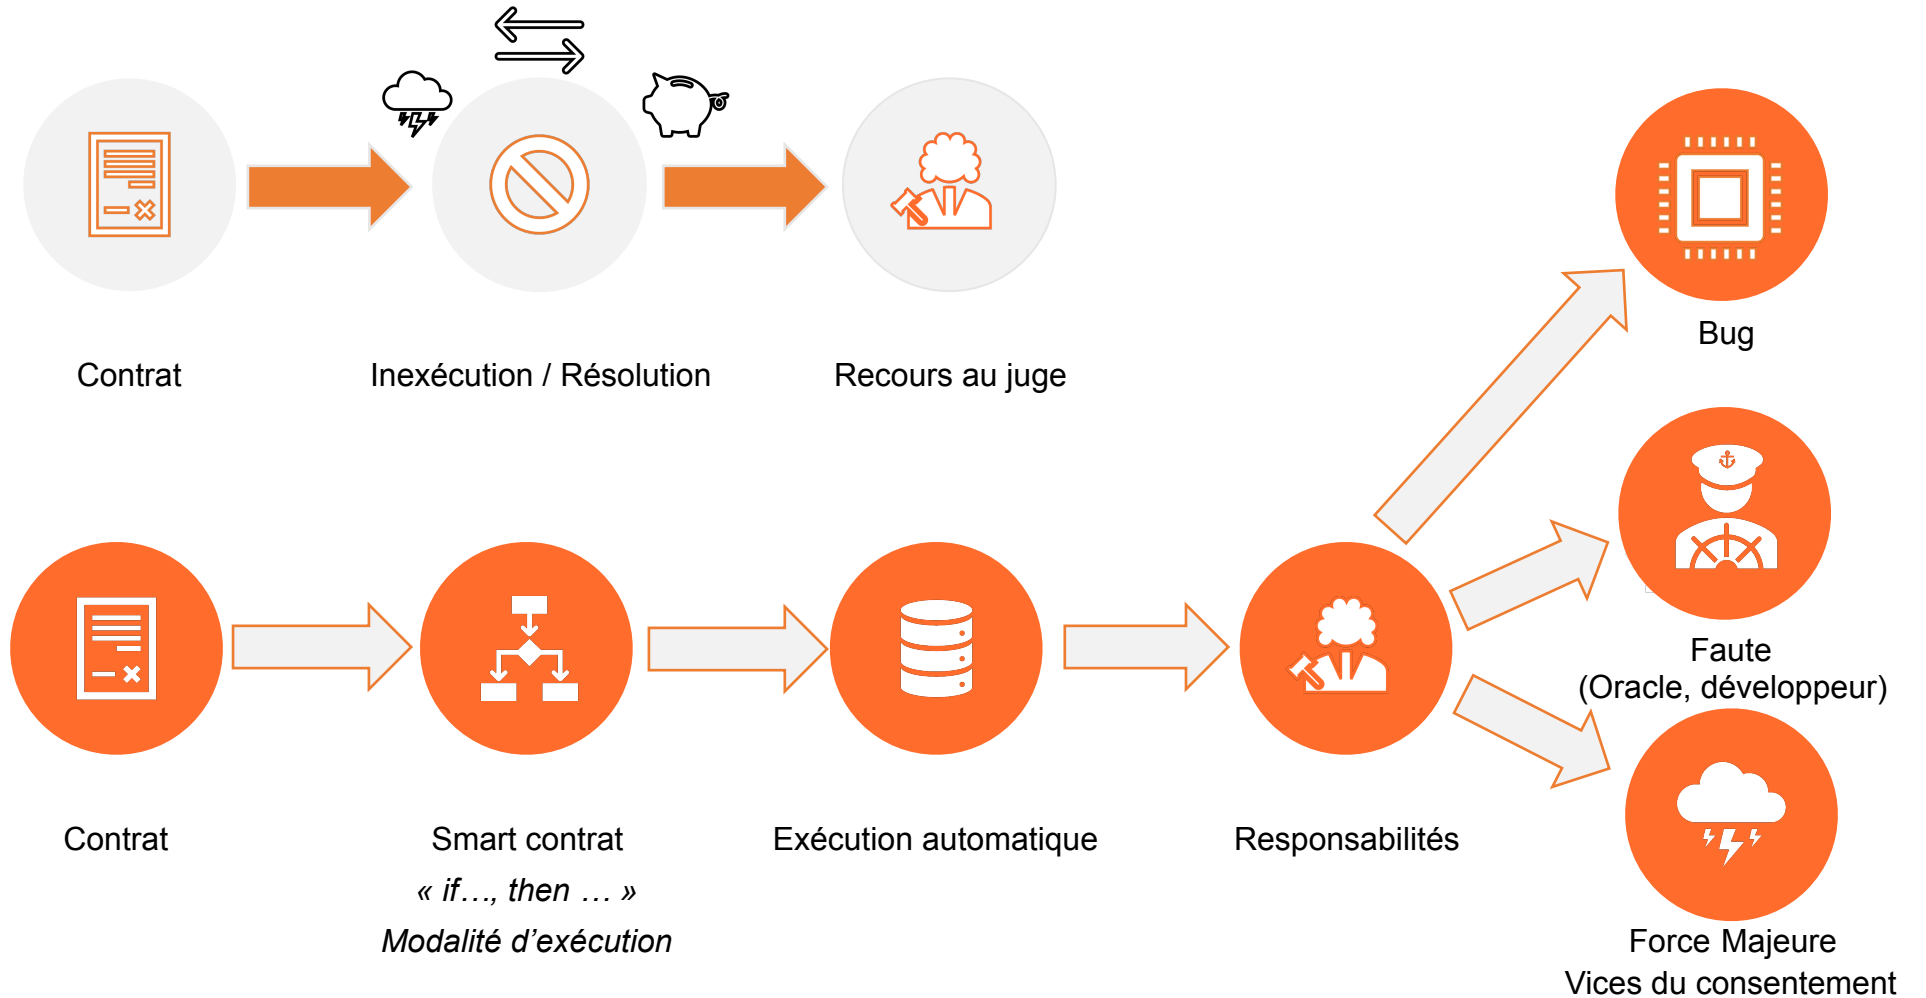 Contrat
Inexécution / Résolution
Recours au juge
Bug
Faute
(Oracle, développeur)
Contrat
Smart contrat
« if…, then … »
Modalité d’exécution
Exécution automatique
Responsabilités
Force Majeure
Vices du consentement